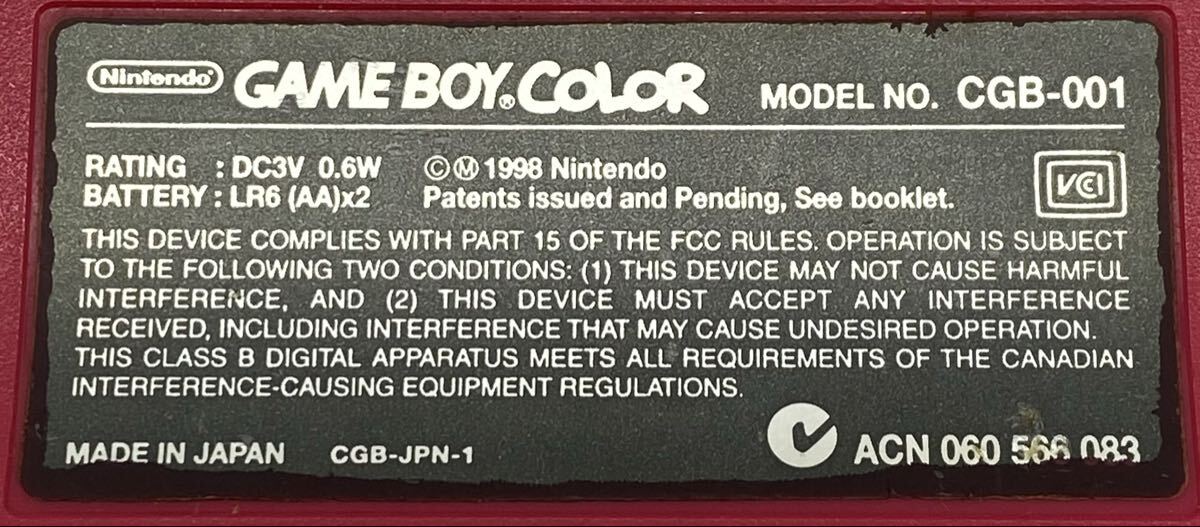 Nintendo GAME BOY® COLOR MODEL NO. CGB-001
RATING : DC3V 0.6W ©Ⓜ 1998 Nintendo
BATTERY : LR6 (AA)x2 Patents issued and Pending, See booklet.
VCI
THIS DEVICE COMPLIES WITH PART 15 OF THE FCC RULES. OPERATION IS SUBJECT
TO THE FOLLOWING TWO CONDITIONS: (1) THIS DEVICE MAY NOT CAUSE HARMFUL
INTERFERENCE, AND (2) THIS DEVICE MUST ACCEPT ANY INTERFERENCE
RECEIVED, INCLUDING INTERFERENCE THAT MAY CAUSE UNDESIRED OPERATION.
THIS CLASS B DIGITAL APPARATUS MEETS ALL REQUIREMENTS OF THE CANADIAN
INTERFERENCE-CAUSING EQUIPMENT REGULATIONS.
MADE IN JAPAN CGB-JPN-1 ACN 060 566 083